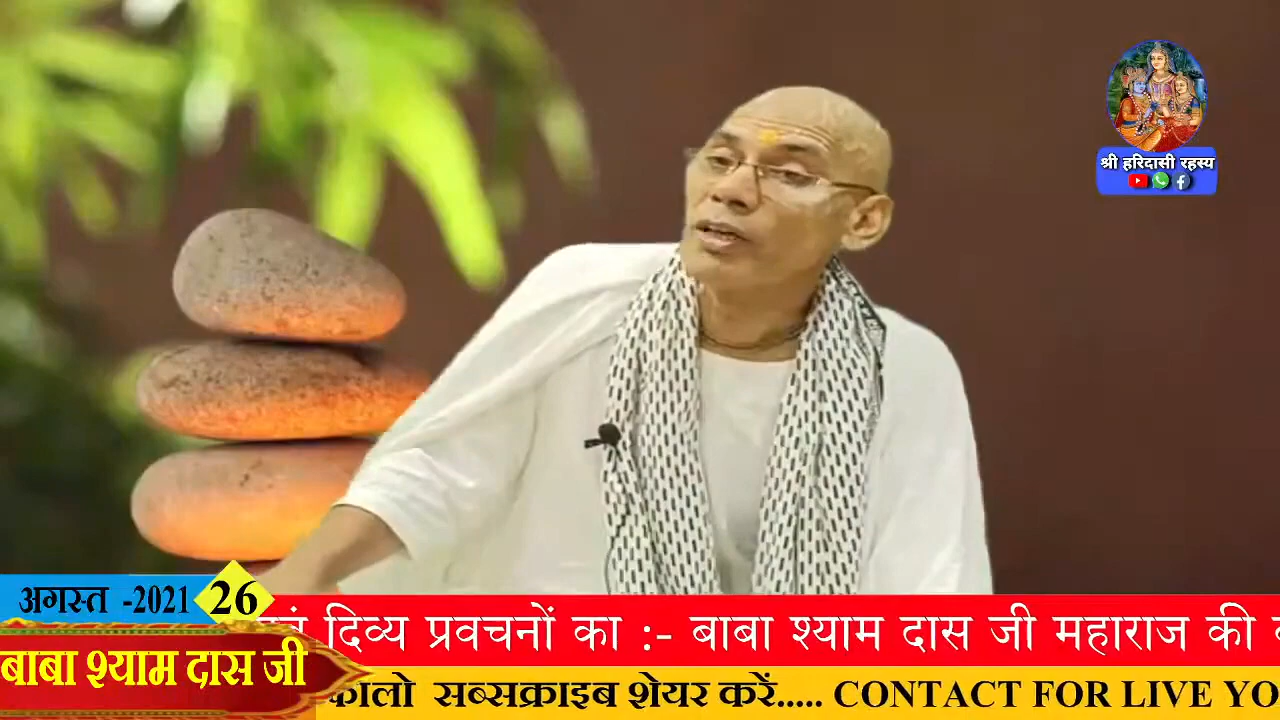 श्री हरिदासी रहस्य
अगस्त -2021 26
दिव्य प्रवचनों का :- बाबा श्याम दास जी महाराज की
बाबा श्याम दास जी
सब्सक्राइब शेयर करें..... CONTACT FOR LIVE YO